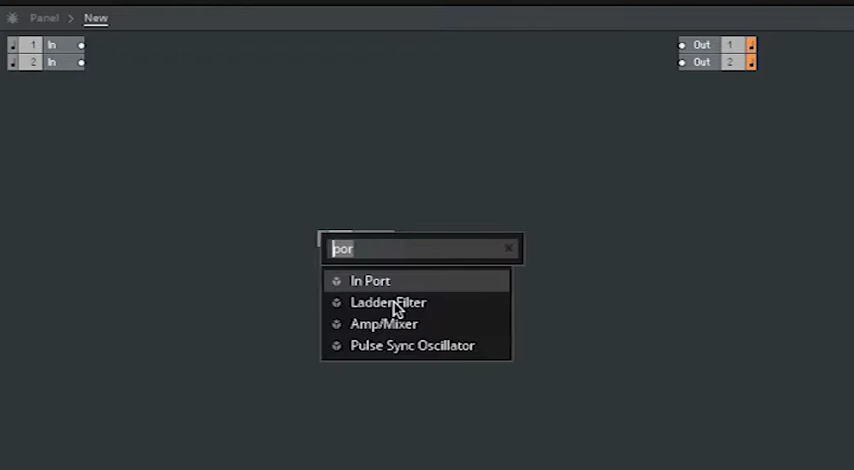 Panel > New
1 In
2 In
Out 1
Out 2
por ×
In Port
Ladder Filter
Amp/Mixer
Pulse Sync Oscillator